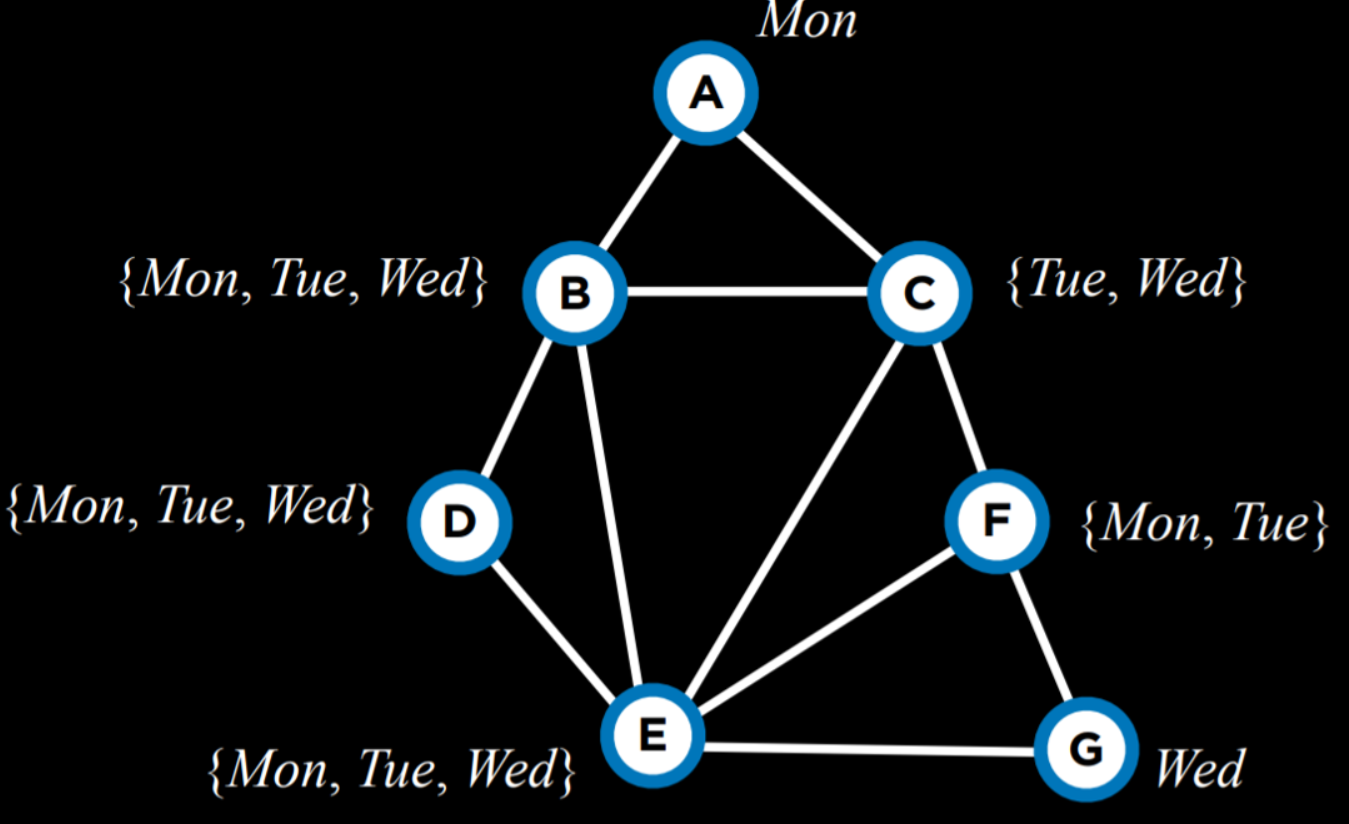 Mon
A
{Mon, Tue, Wed}
B
C
{Tue, Wed}
{Mon, Tue, Wed}
D
F
{Mon, Tue}
E
{Mon, Tue, Wed}
G
Wed